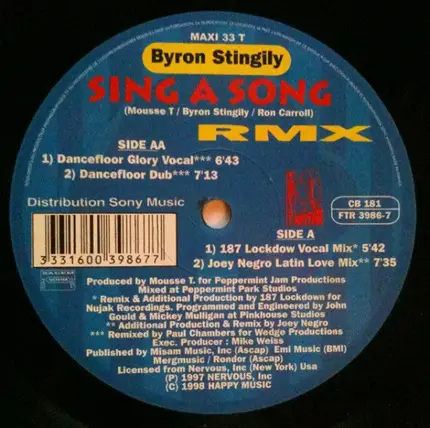 MAXI 33 T
Byron Stingily
SING A SONG
(Mousse T / Byron Stingily / Ron Carroll)
RMX
SIDE AA
1) Dancefloor Glory Vocal*** 6'43
2) Dancefloor Dub*** 7'13
Distribution Sony Music
3331600398677
CB 181
FTR 3986-7
SIDE A
1) 187 Lockdown Vocal Mix* 5'42
2) Joey Negro Latin Love Mix** 7'35
Produced by Mousse T. for Peppermint Jam Productions
Mixed at Peppermint Park Studios
* Remix & Additional Production by 187 Lockdown for
Nujak Recordings. Programmed and Engineered by John
Gould & Mickey Mulligan at Pinkhouse Studios
** Additional Production & Remix by Joey Negro
*** Remixed by Paul Chambers for Wedge Productions
Exec. Producer : Mike Weiss
Published by Misam Music, Inc (Ascap) Emi Music (BMI)
Mergmusic / Rondor (Ascap)
Licensed from Nervous, Inc (New York) Usa
(P) 1997 NERVOUS, Inc
(C) 1998 HAPPY MUSIC